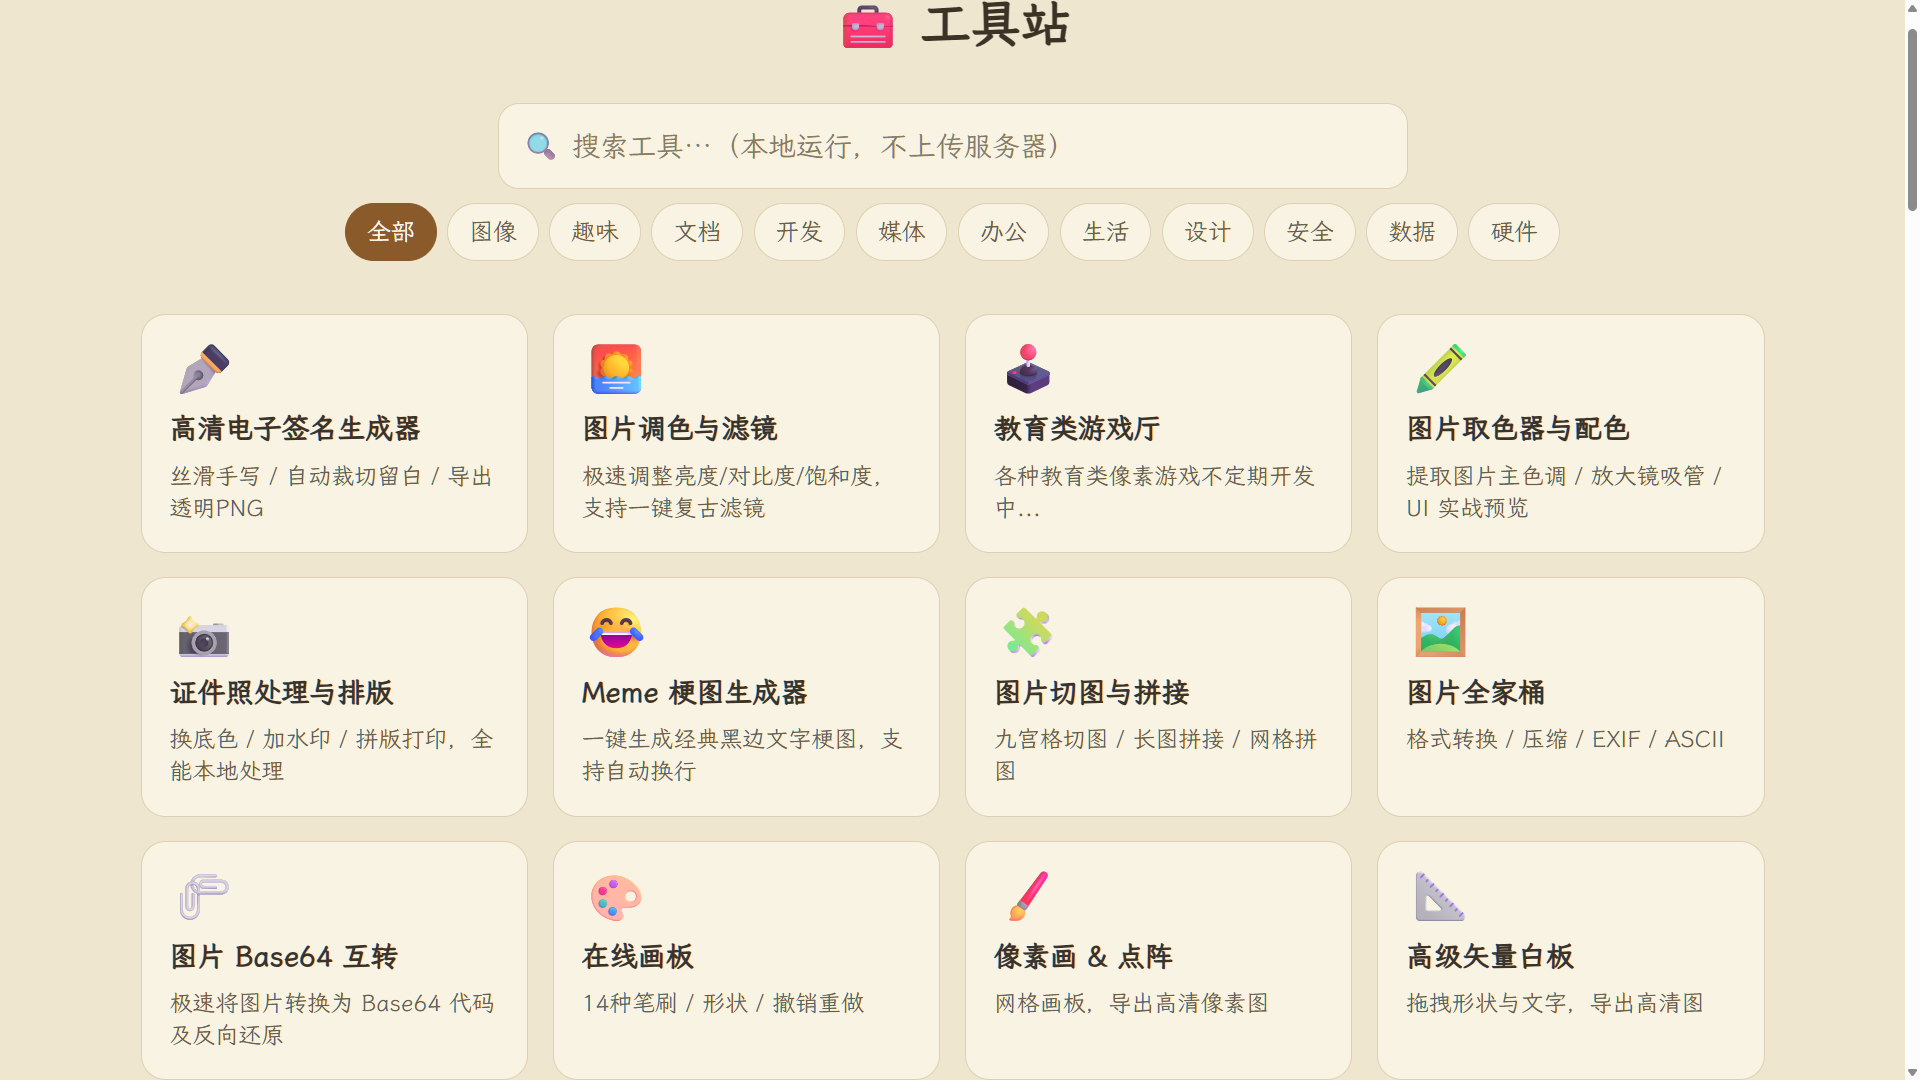 工具站
搜索工具…（本地运行，不上传服务器）
全部 图像 趣味 文档 开发 媒体 办公 生活 设计 安全 数据 硬件
高清电子签名生成器
丝滑手写 / 自动裁切留白 / 导出
透明PNG
图片调色与滤镜
极速调整亮度/对比度/饱和度，
支持一键复古滤镜
教育类游戏厅
各种教育类像素游戏不定期开发
中...
图片取色器与配色
提取图片主色调 / 放大镜吸管 /
UI 实战预览
证件照处理与排版
换底色 / 加水印 / 拼版打印，全
能本地处理
Meme 梗图生成器
一键生成经典黑边文字梗图，支
持自动换行
图片切图与拼接
九宫格切图 / 长图拼接 / 网格拼
图
图片全家桶
格式转换 / 压缩 / EXIF / ASCII
图片 Base64 互转
极速将图片转换为 Base64 代码
及反向还原
在线画板
14种笔刷 / 形状 / 撤销重做
像素画 & 点阵
网格画板，导出高清像素图
高级矢量白板
拖拽形状与文字，导出高清图